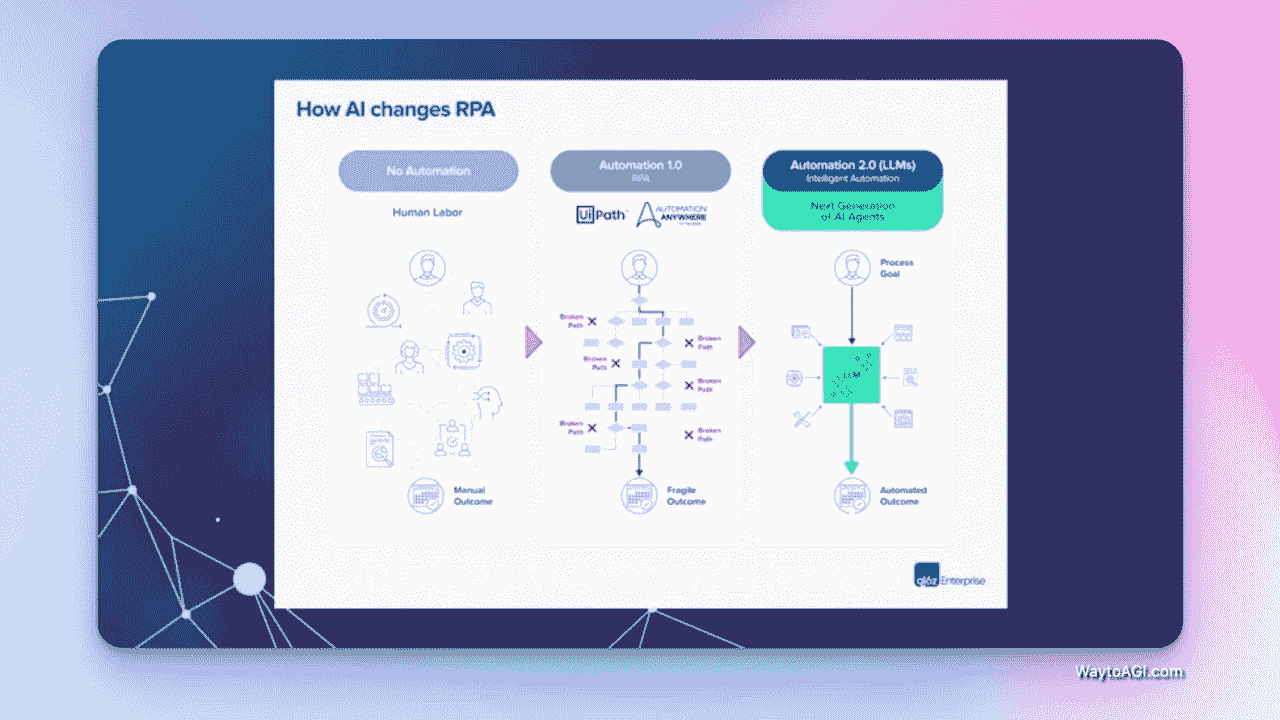 How AI changes RPA
No Automation
Human Labor
Manual
Outcome
Automation 1.0
RPA
UiPath
AUTOMATION
ANYWHERE
Broken
Path
Broken
Path
Broken
Path
Broken
Path
Broken
Path
Broken
Path
Fragile
Outcome
Automation 2.0 (LLMs)
Intelligent Automation
Next Generation
of AI Agents
Process
Goal
LLM
Automated
Outcome
a16z Enterprise
WaytoAGI.com